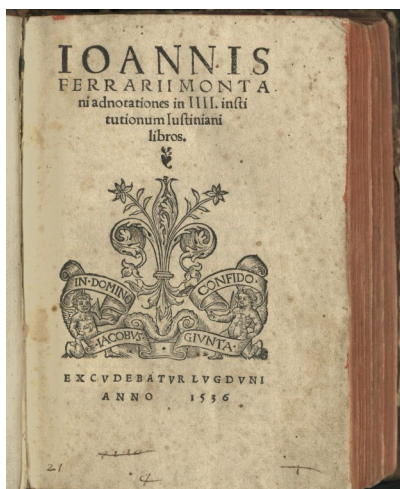 IOANNIS
FERRARII MONTA
ni adnotationes in IIII. insti
tutionum Iustiniani
libros.
IN·DOMINO CONFIDO·
·IACOBVS· GIVNTA·
EXCVDEBATVR LVGDVNI
ANNO 1536
21